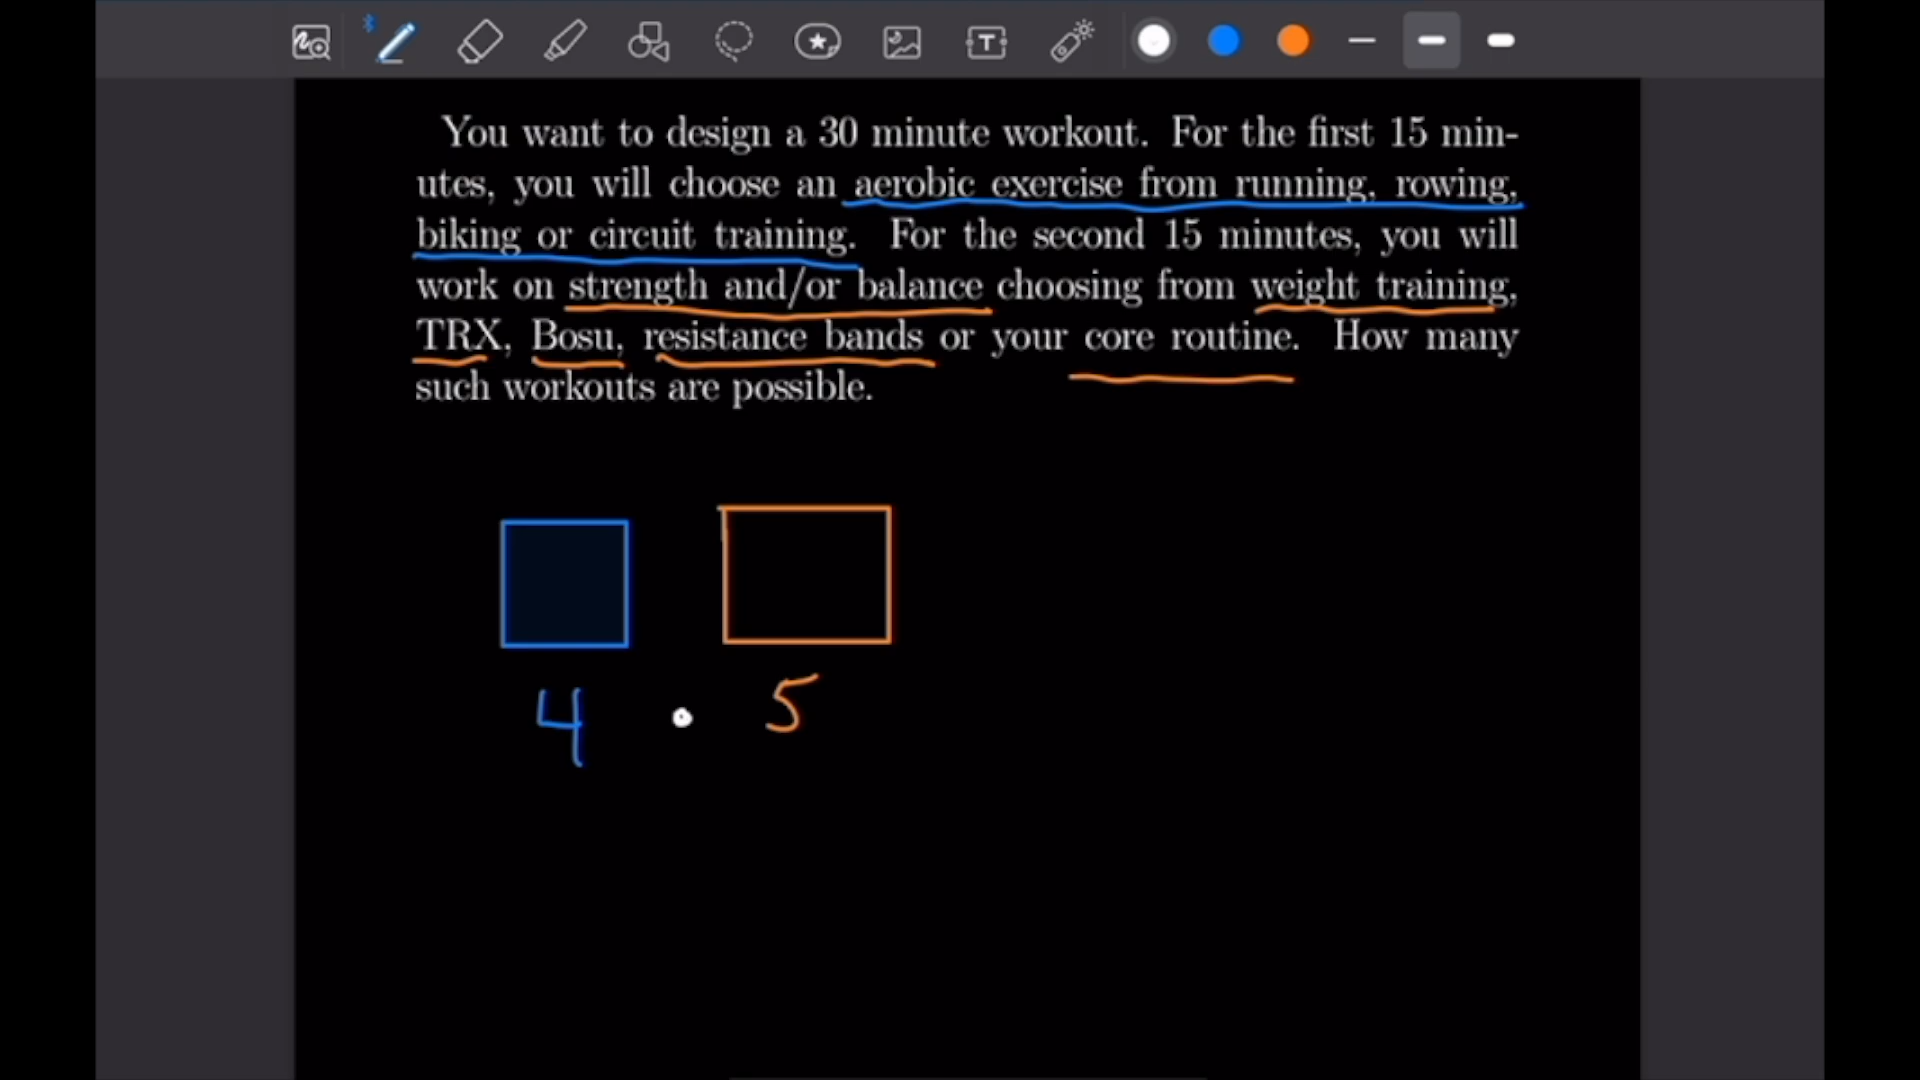 You want to design a 30 minute workout. For the first 15 min-
utes, you will choose an aerobic exercise from running, rowing,
biking or circuit training. For the second 15 minutes, you will
work on strength and/or balance choosing from weight training,
TRX, Bosu, resistance bands or your core routine. How many
such workouts are possible.
4 · 5